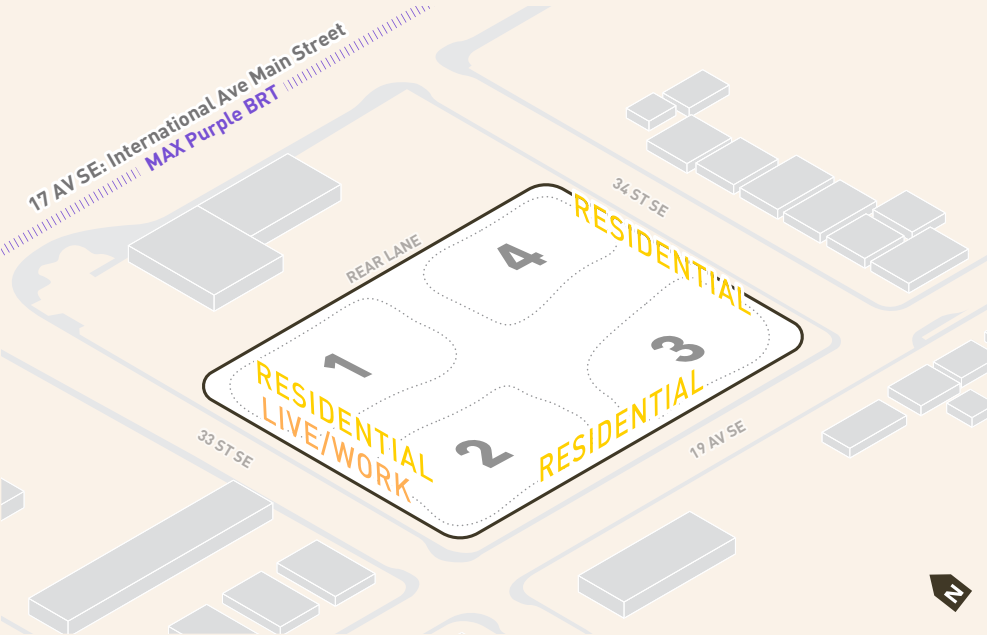 17 AV SE: International Ave Main Street
MAX Purple BRT
34 ST SE
RESIDENTIAL
REAR LANE
4
3
1
RESIDENTIAL
LIVE/WORK
2
RESIDENTIAL
33 ST SE
19 AV SE
N